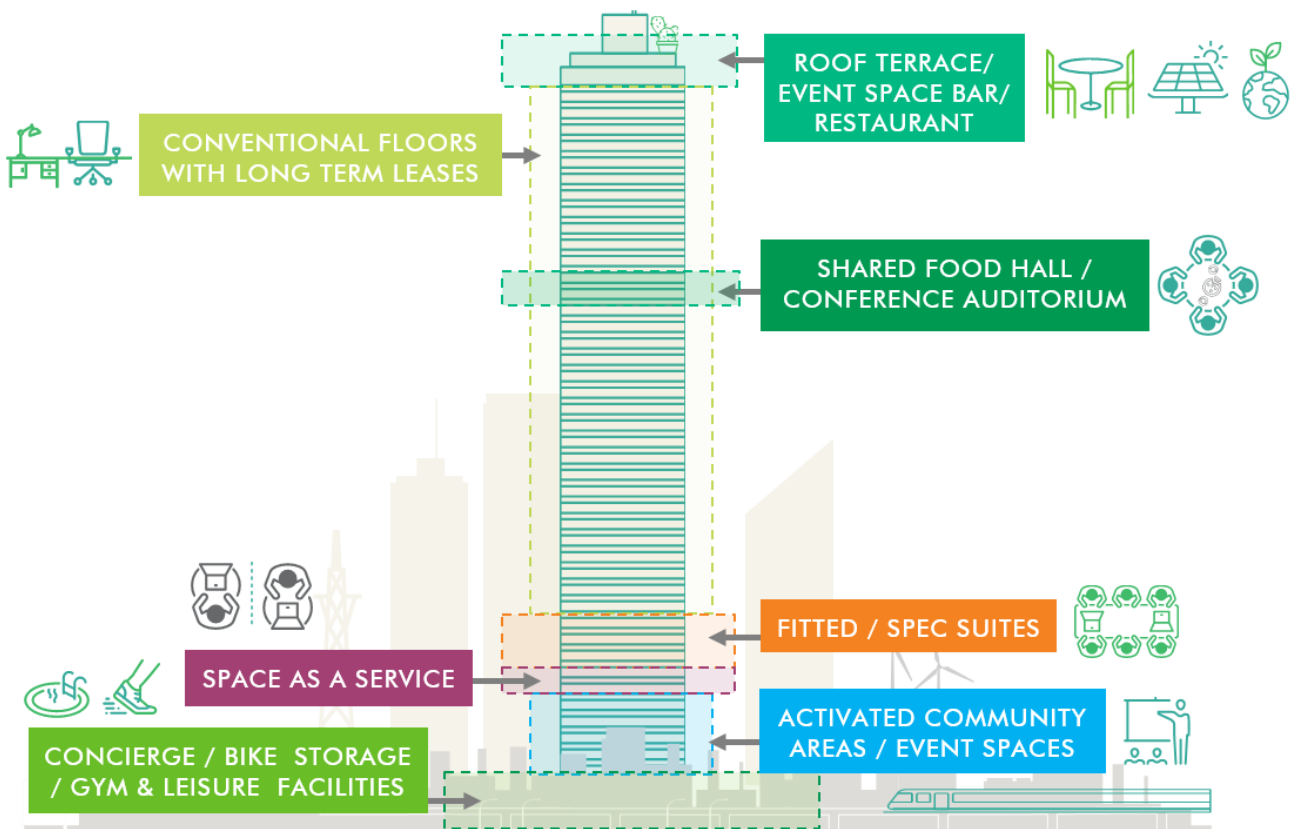 ROOF TERRACE/
EVENT SPACE BAR/
RESTAURANT
CONVENTIONAL FLOORS
WITH LONG TERM LEASES
SHARED FOOD HALL /
CONFERENCE AUDITORIUM
FITTED / SPEC SUITES
SPACE AS A SERVICE
ACTIVATED COMMUNITY
AREAS / EVENT SPACES
CONCIERGE / BIKE STORAGE
/ GYM & LEISURE FACILITIES